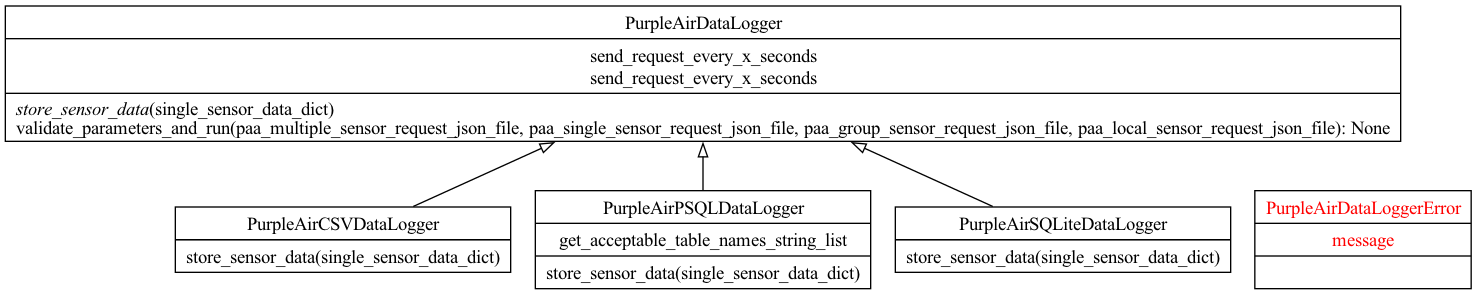 PurpleAirDataLogger
send_request_every_x_seconds
send_request_every_x_seconds
store_sensor_data(single_sensor_data_dict)
validate_parameters_and_run(paa_multiple_sensor_request_json_file, paa_single_sensor_request_json_file, paa_group_sensor_request_json_file, paa_local_sensor_request_json_file): None
PurpleAirCSVDataLogger
store_sensor_data(single_sensor_data_dict)
PurpleAirPSQLDataLogger
get_acceptable_table_names_string_list
store_sensor_data(single_sensor_data_dict)
PurpleAirSQLiteDataLogger
store_sensor_data(single_sensor_data_dict)
PurpleAirDataLoggerError
message